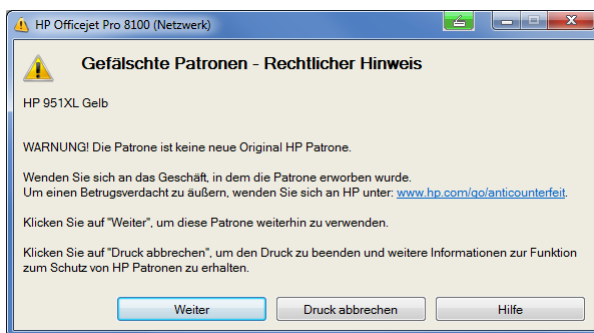 HP Officejet Pro 8100 (Netzwerk)
Gefälschte Patronen - Rechtlicher Hinweis
HP 951XL Gelb
WARNUNG! Die Patrone ist keine neue Original HP Patrone.
Wenden Sie sich an das Geschäft, in dem die Patrone erworben wurde.
Um einen Betrugsverdacht zu äußern, wenden Sie sich an HP unter: www.hp.com/go/anticounterfeit.
Klicken Sie auf "Weiter", um diese Patrone weiterhin zu verwenden.
Klicken Sie auf "Druck abbrechen", um den Druck zu beenden und weitere Informationen zur Funktion
zum Schutz von HP Patronen zu erhalten.
Weiter Druck abbrechen Hilfe